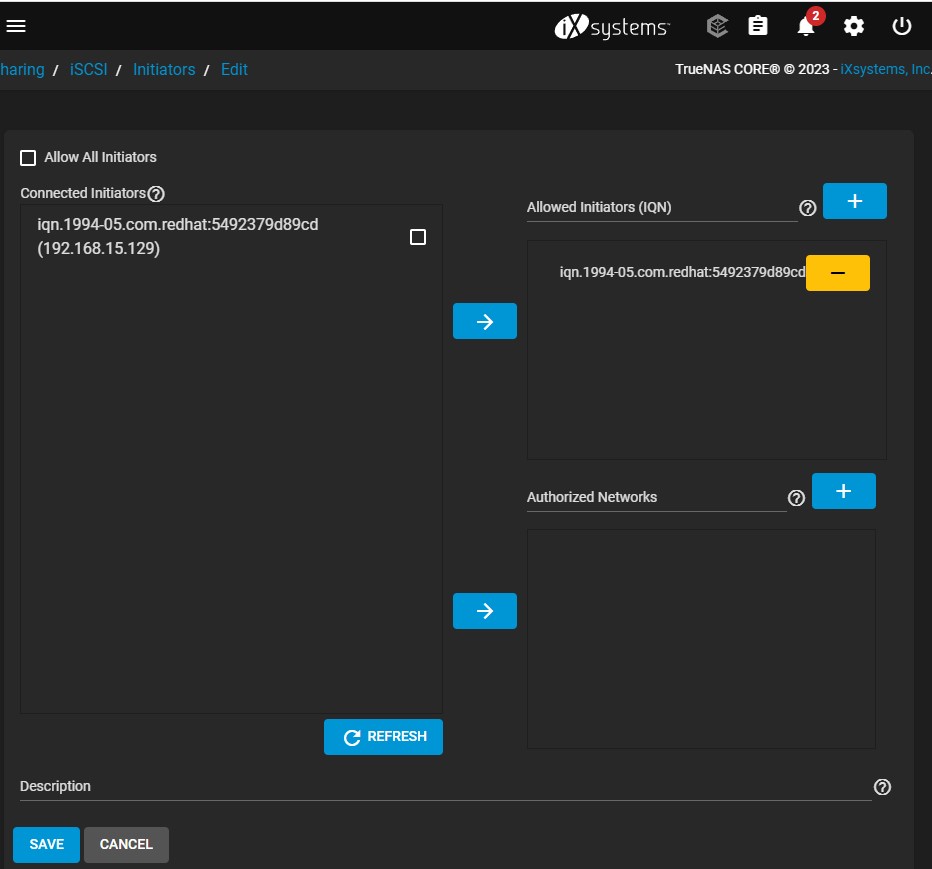 iXsystems
2
haring / iSCSI / Initiators / Edit
TrueNAS CORE® © 2023 - iXsystems, Inc.
Allow All Initiators
Connected Initiators
iqn.1994-05.com.redhat:5492379d89cd
(192.168.15.129)
Allowed Initiators (IQN)
iqn.1994-05.com.redhat:5492379d89cd
Authorized Networks
REFRESH
Description
SAVE
CANCEL